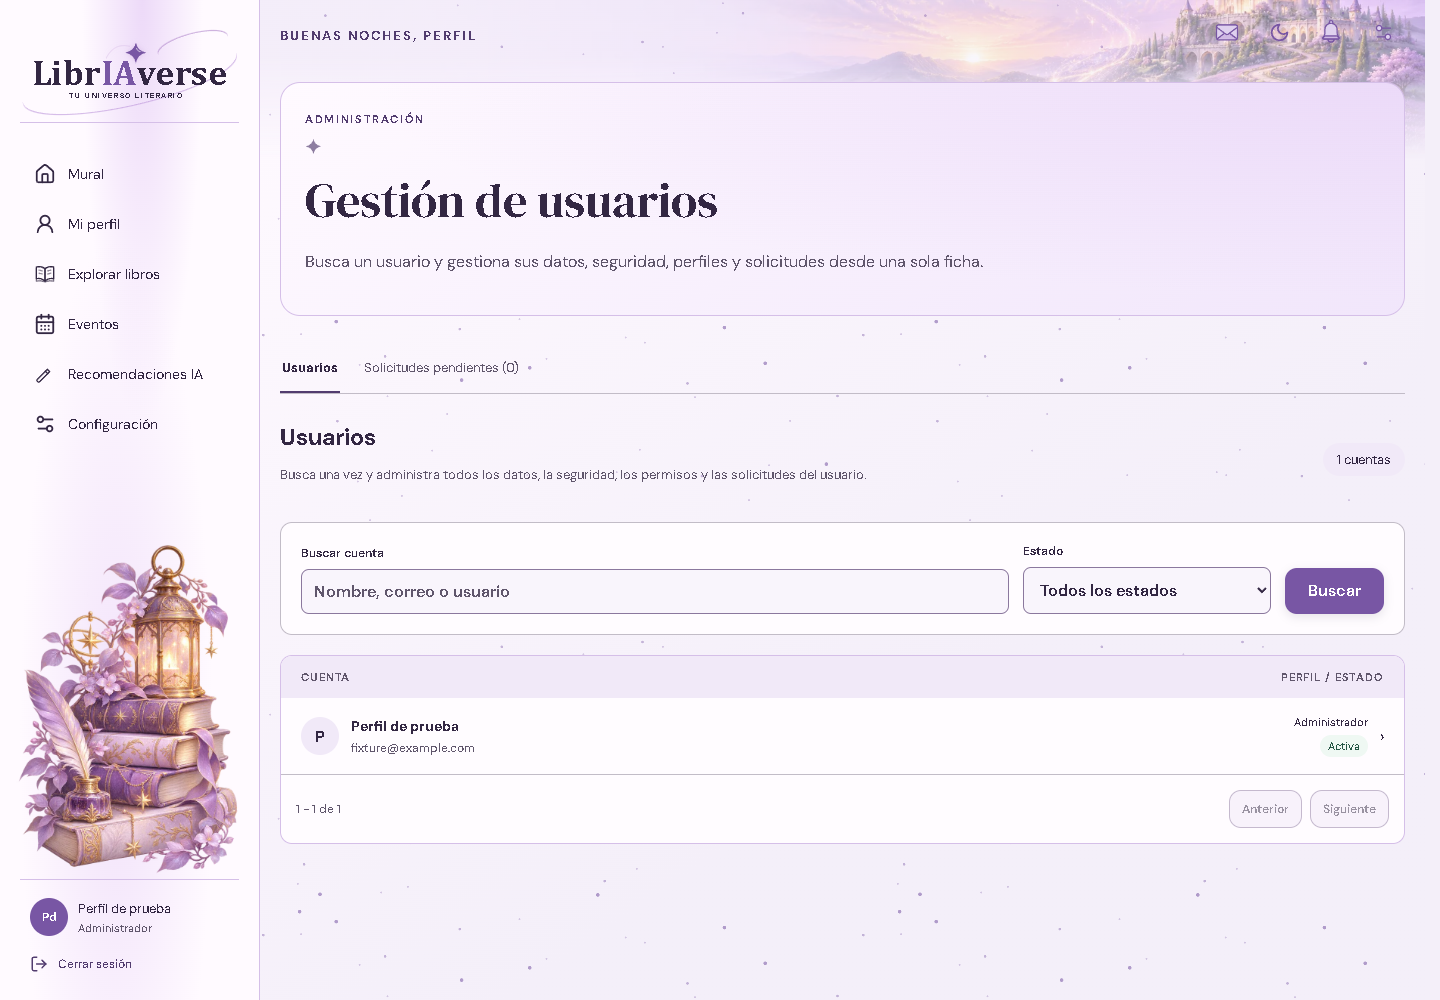 LibrIAverse
TU UNIVERSO LITERARIO
Mural
Mi perfil
Explorar libros
Eventos
Recomendaciones IA
Configuración
Pd
Perfil de prueba
Administrador
Cerrar sesión
BUENAS NOCHES, PERFIL
ADMINISTRACIÓN
Gestión de usuarios
Busca un usuario y gestiona sus datos, seguridad, perfiles y solicitudes desde una sola ficha.
Usuarios
Solicitudes pendientes (0)
Usuarios
Busca una vez y administra todos los datos, la seguridad, los permisos y las solicitudes del usuario.
1 cuentas
Buscar cuenta
Nombre, correo o usuario
Estado
Todos los estados
Buscar
CUENTA
PERFIL / ESTADO
P
Perfil de prueba
fixture@example.com
Administrador
Activa
1 – 1 de 1
Anterior
Siguiente